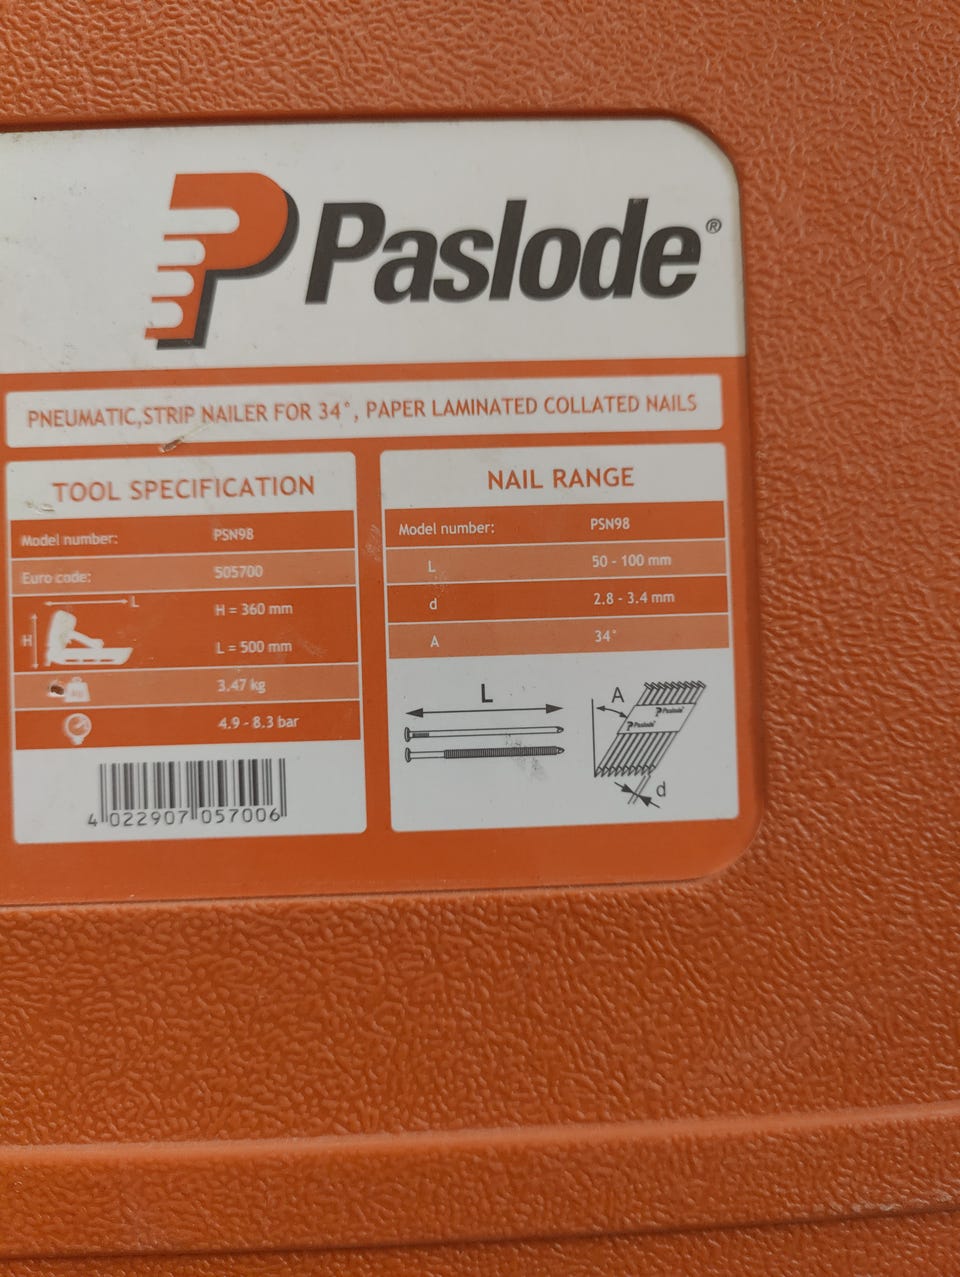 Paslode®
PNEUMATIC,STRIP NAILER FOR 34°, PAPER LAMINATED COLLATED NAILS
TOOL SPECIFICATION
Model number: PSN98
Euro code: 505700
L
H
H = 360 mm
L = 500 mm
kg
3.47 kg
4.9 - 8.3 bar
4 022907 057006
NAIL RANGE
Model number: PSN98
L 50 - 100 mm
d 2.8 - 3.4 mm
A 34°
L
A
Paslode
Paslode
d